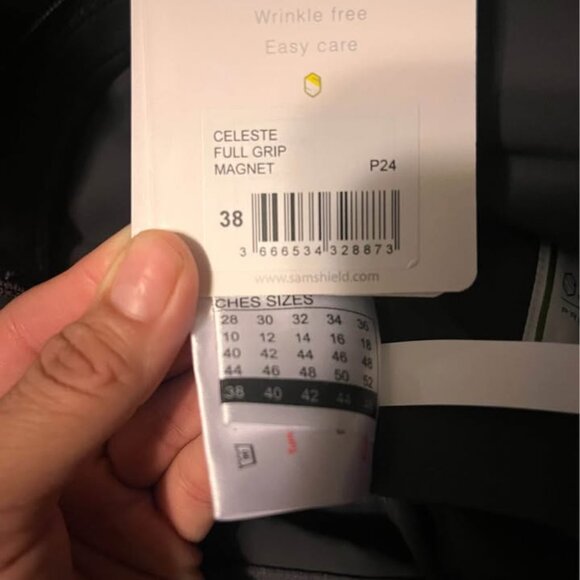 Wrinkle free
Easy care
CELESTE
FULL GRIP
MAGNET P24
38
3 666534 328873
www.samshield.com
CHES SIZES
28 30 32 34 36
10 12 14 16 18
40 42 44 46 48
44 46 48 50 52
38 40 42 44